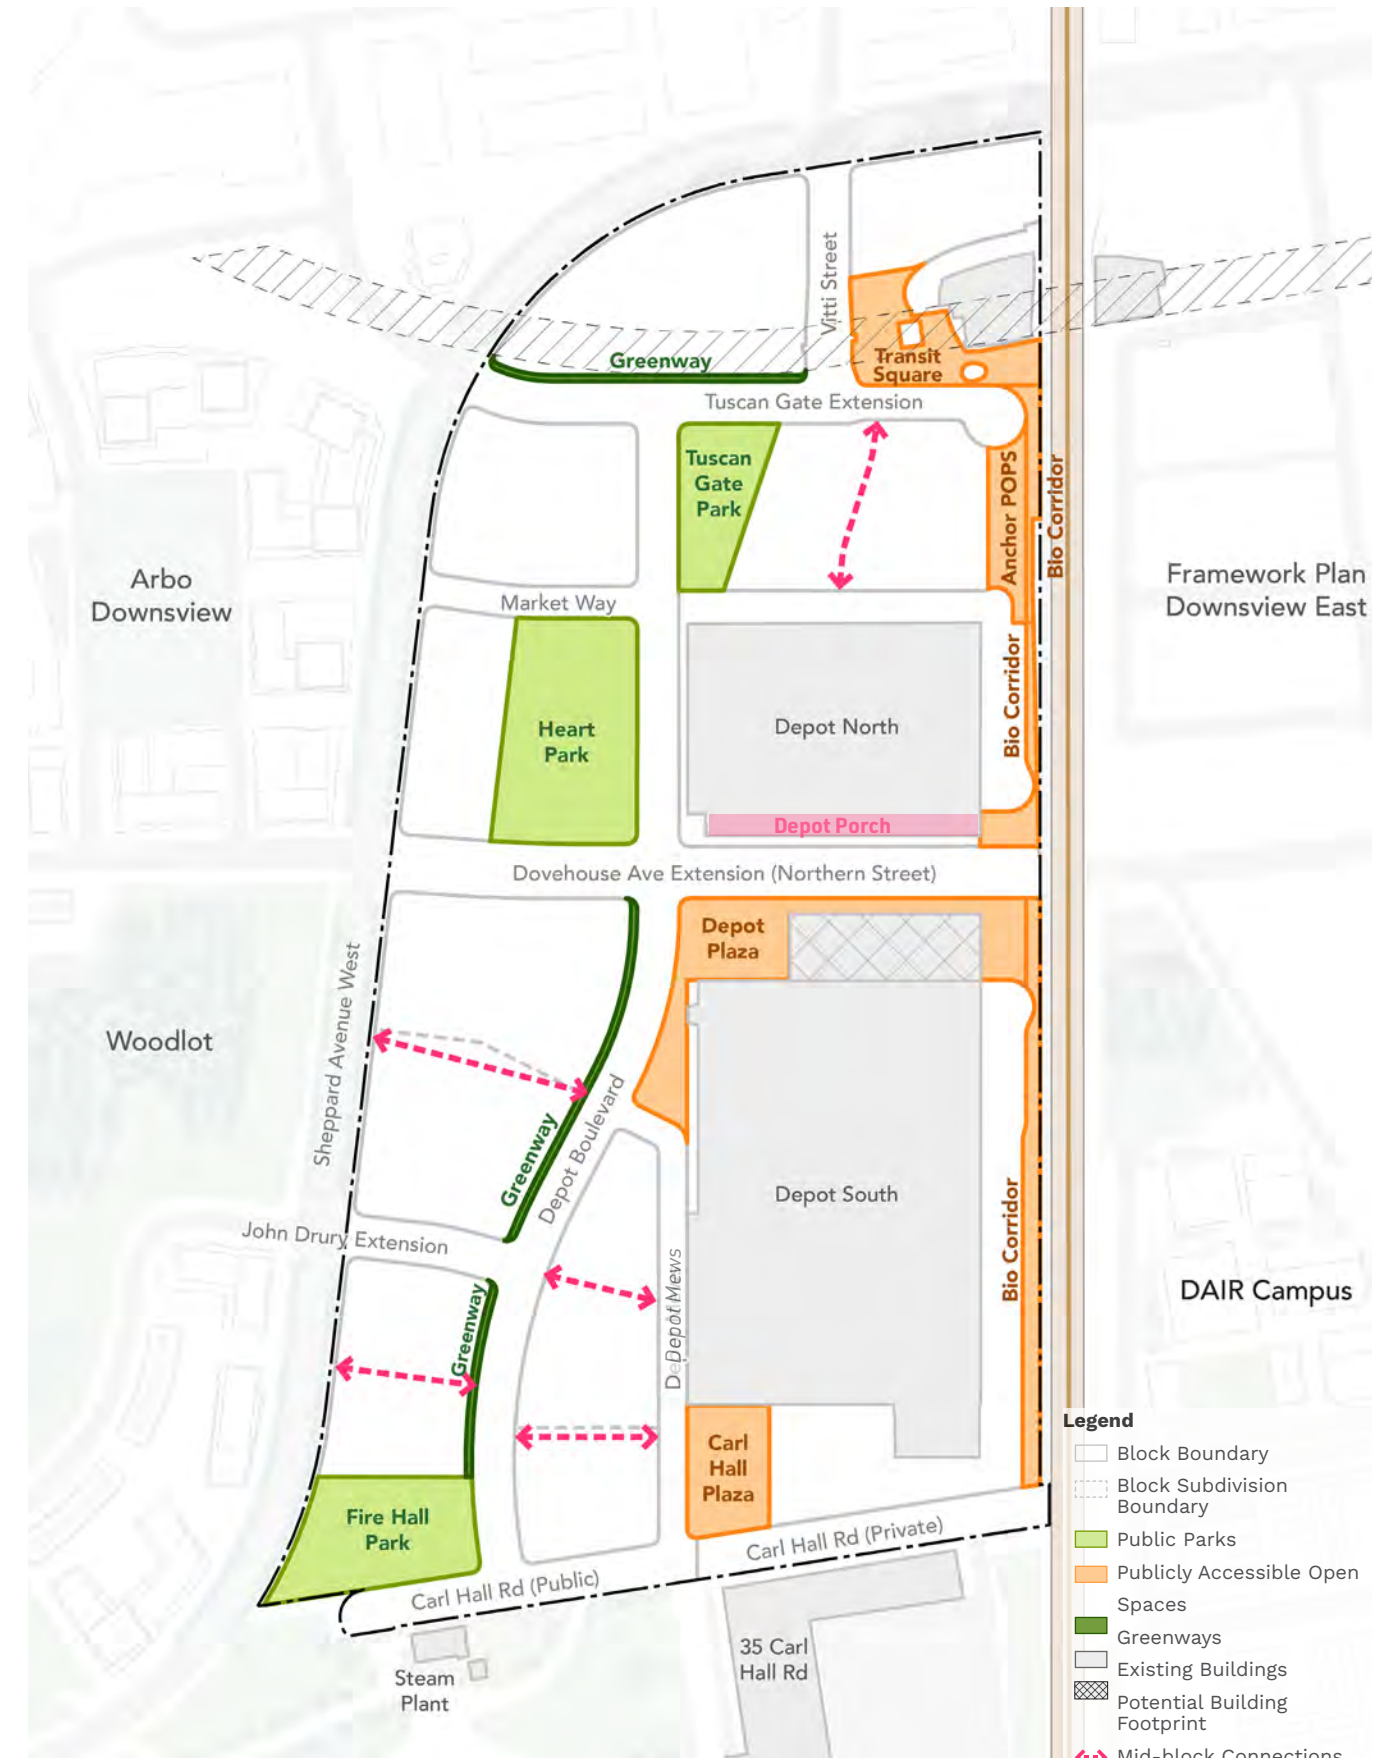 Vitti Street
Greenway
Transit
Square
Tuscan Gate Extension
Tuscan
Gate
Park
Anchor POPS
Bio Corridor
Arbo
Downsview
Framework Plan
Downsview East
Market Way
Heart
Park
Depot North
Bio Corridor
Depot Porch
Dovehouse Ave Extension (Northern Street)
Depot
Plaza
Sheppard Avenue West
Woodlot
Greenway
Depot Boulevard
Depot South
Bio Corridor
John Drury Extension
Greenway
DeDepot Mews
DAIR Campus
Carl
Hall
Plaza
Fire Hall
Park
Carl Hall Rd (Private)
Carl Hall Rd (Public)
Steam
Plant
35 Carl
Hall Rd
Legend
Block Boundary
Block Subdivision
Boundary
Public Parks
Publicly Accessible Open
Spaces
Greenways
Existing Buildings
Potential Building
Footprint
Mid-block Connections